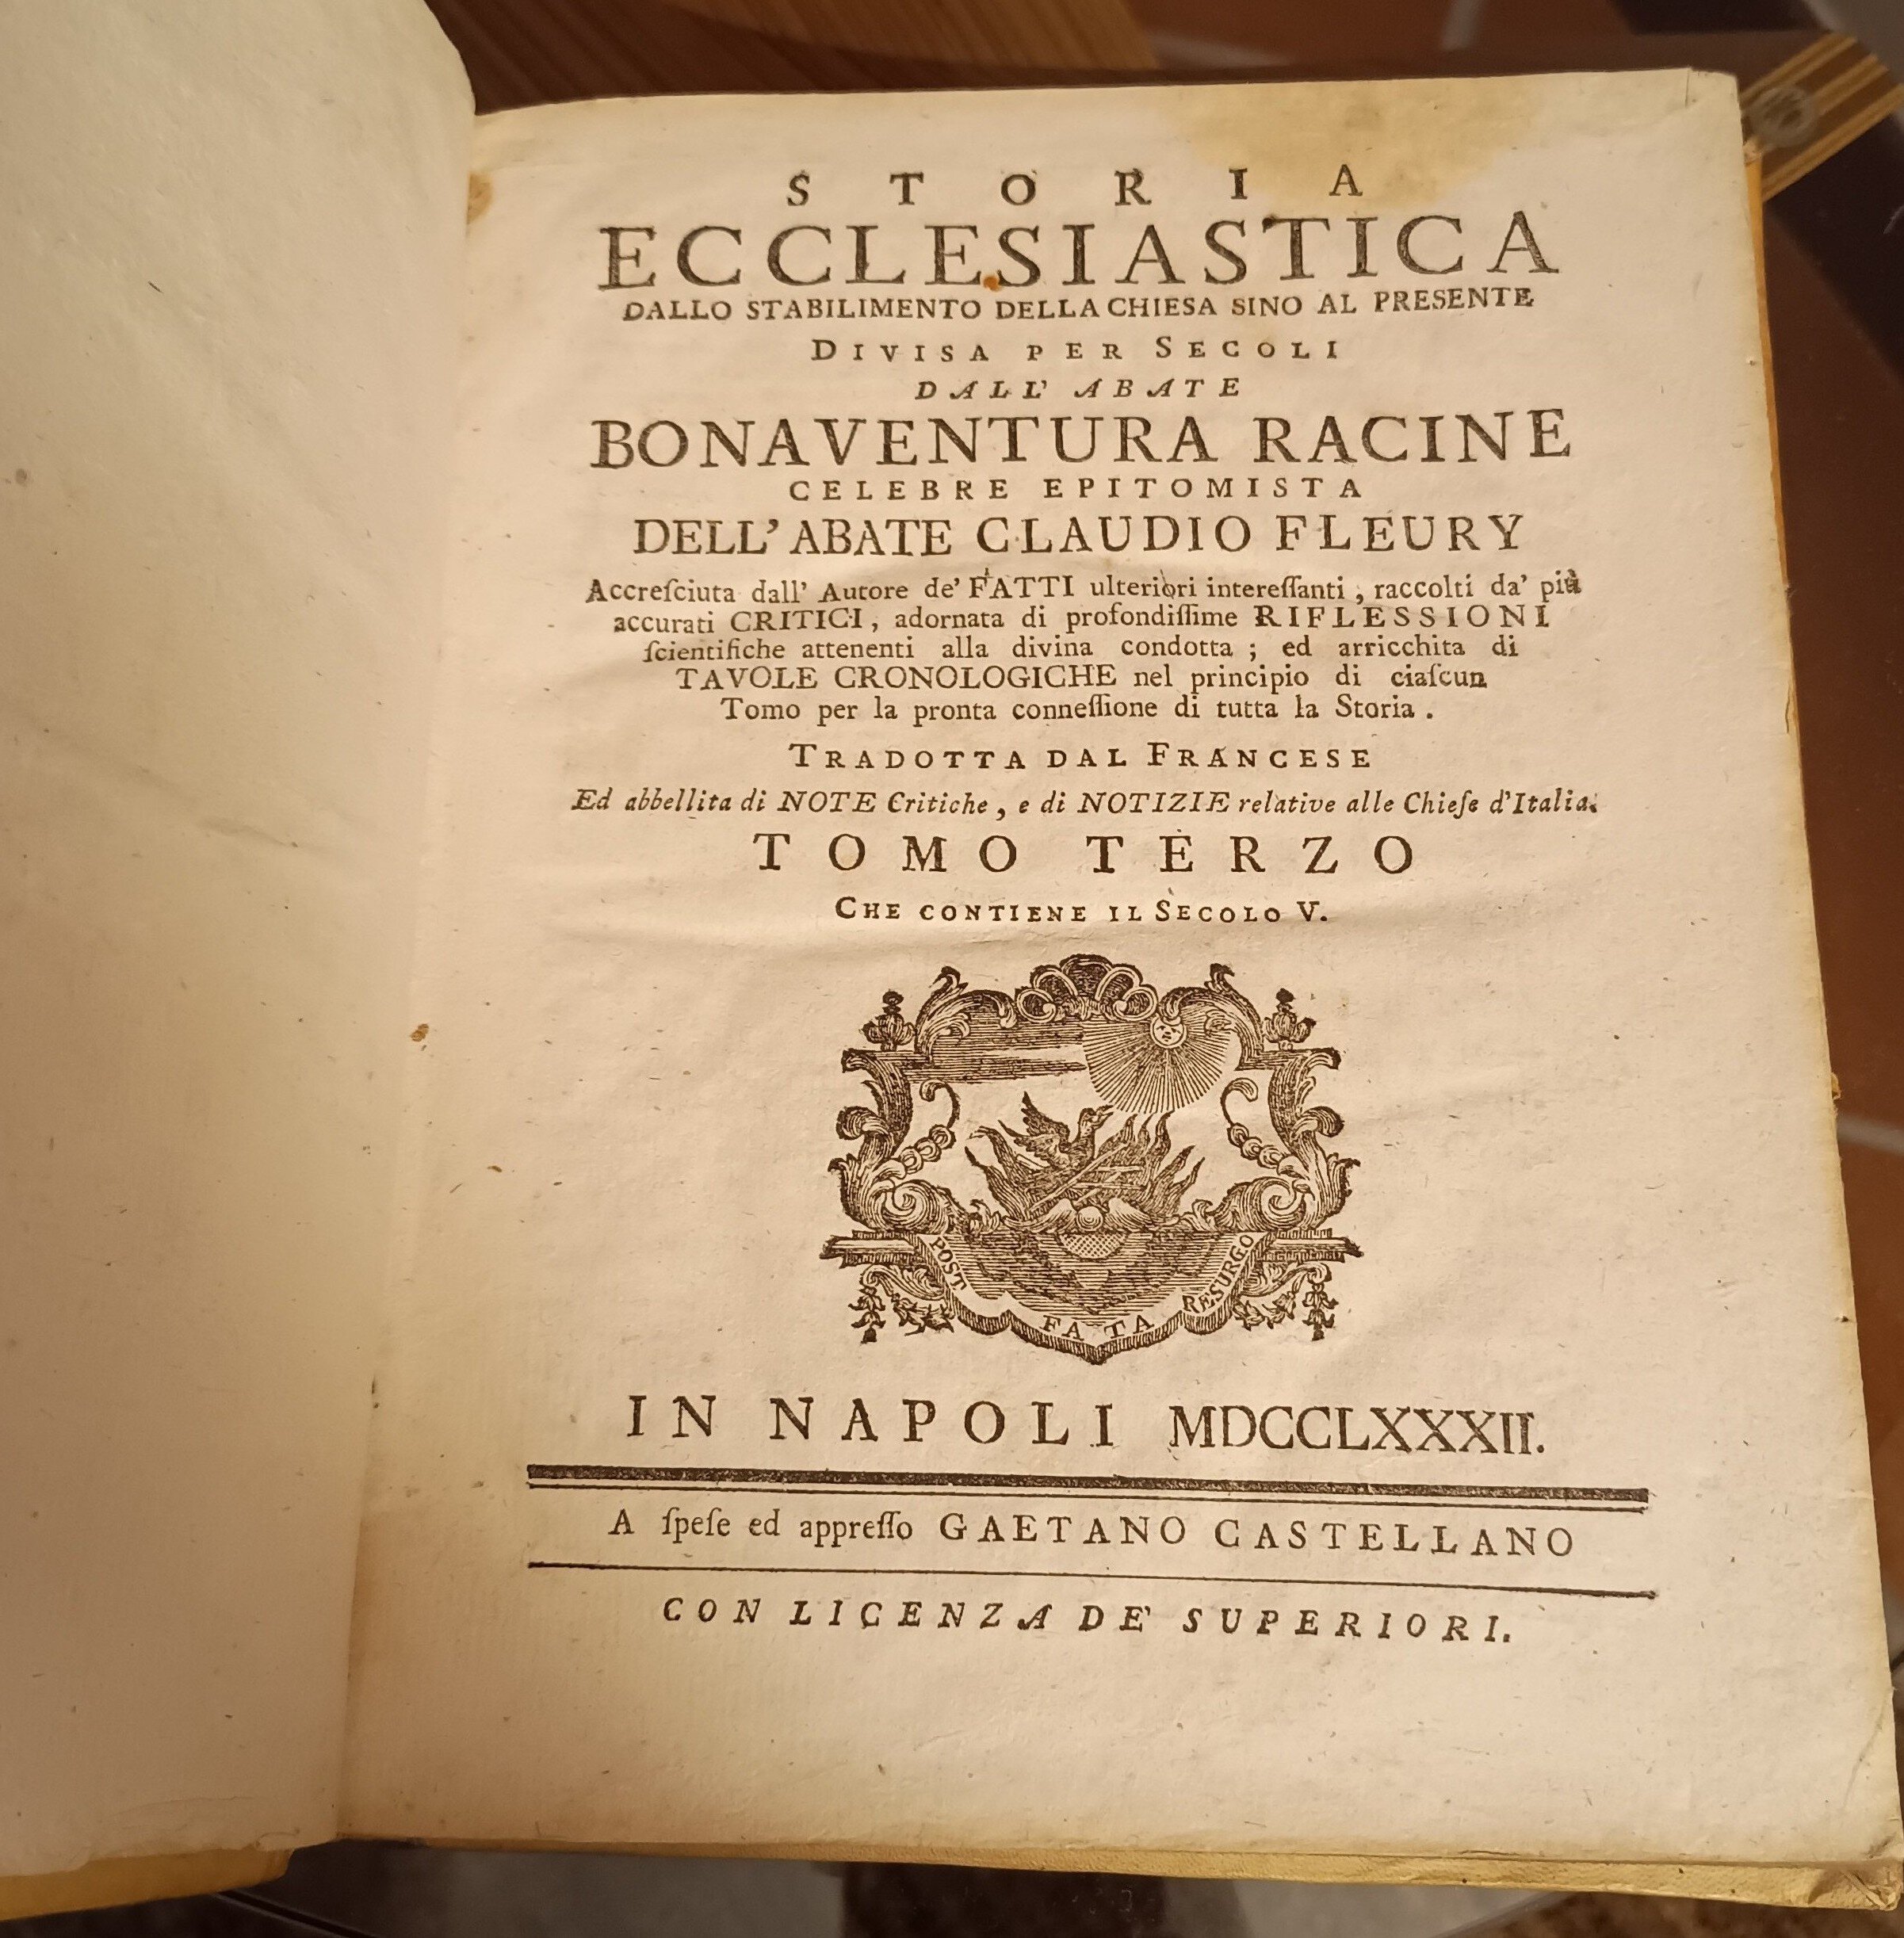 STORIA
ECCLESIASTICA
DALLO STABILIMENTO DELLA CHIESA SINO AL PRESENTE
DIVISA PER SECOLI
DALL' ABATE
BONAVENTURA RACINE
CELEBRE EPITOMISTA
DELL' ABATE CLAUDIO FLEURY
Accreſciuta dall' Autore de' FATTI ulteriori intereſſanti, raccolti da' più
accurati CRITICI, adornata di profondiſſime RIFLESSIONI
ſcientifiche attenenti alla divina condotta; ed arricchita di
TAVOLE CRONOLOGICHE nel principio di ciaſcun
Tomo per la pronta conneſſione di tutta la Storia.
TRADOTTA DAL FRANCESE
Ed abbellita di NOTE Critiche, e di NOTIZIE relative alle Chieſe d'Italia.
TOMO TERZO
CHE CONTIENE IL SECOLO V.
POST FATA RESURGO
IN NAPOLI MDCCLXXXII.
A ſpeſe ed appreſſo GAETANO CASTELLANO
CON LICENZA DE' SUPERIORI.